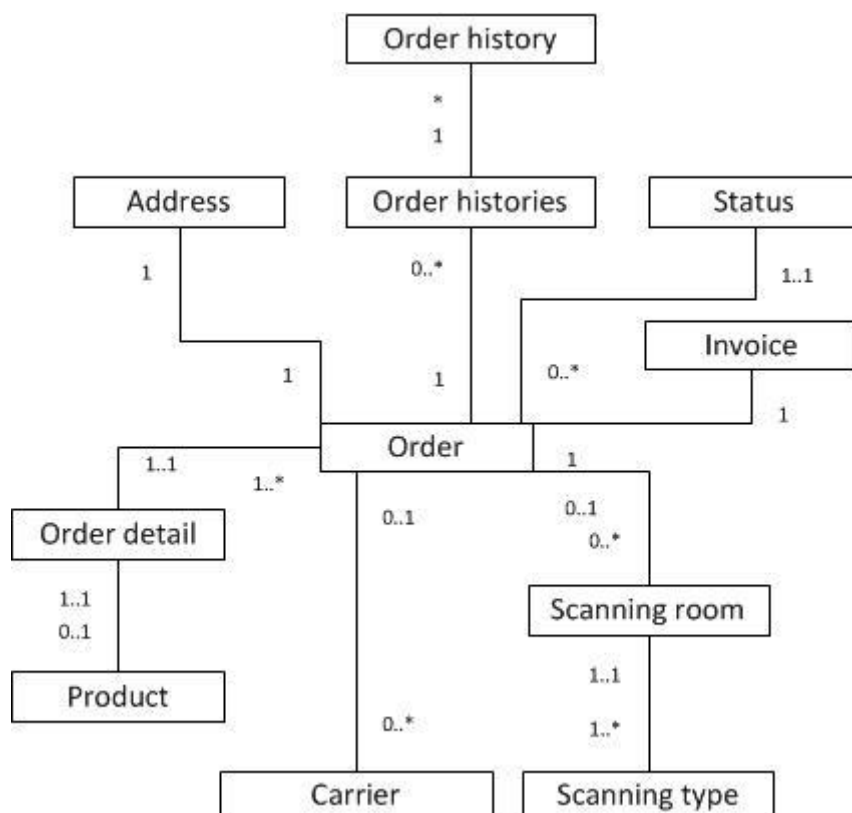 Order history
*
1
Address
Order histories
Status
1
0..*
1..1
Invoice
1
1
0..*
1
Order
1
1..1
1..*
0..1
0..1
0..*
Order detail
1..1
0..1
Scanning room
Product
1..1
0..*
1..*
Carrier
Scanning type